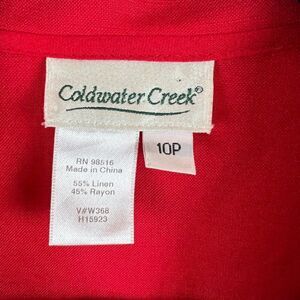 Coldwater Creek®
10P
RN 98516
Made in China
55% Linen
45% Rayon
V#W368
H15923